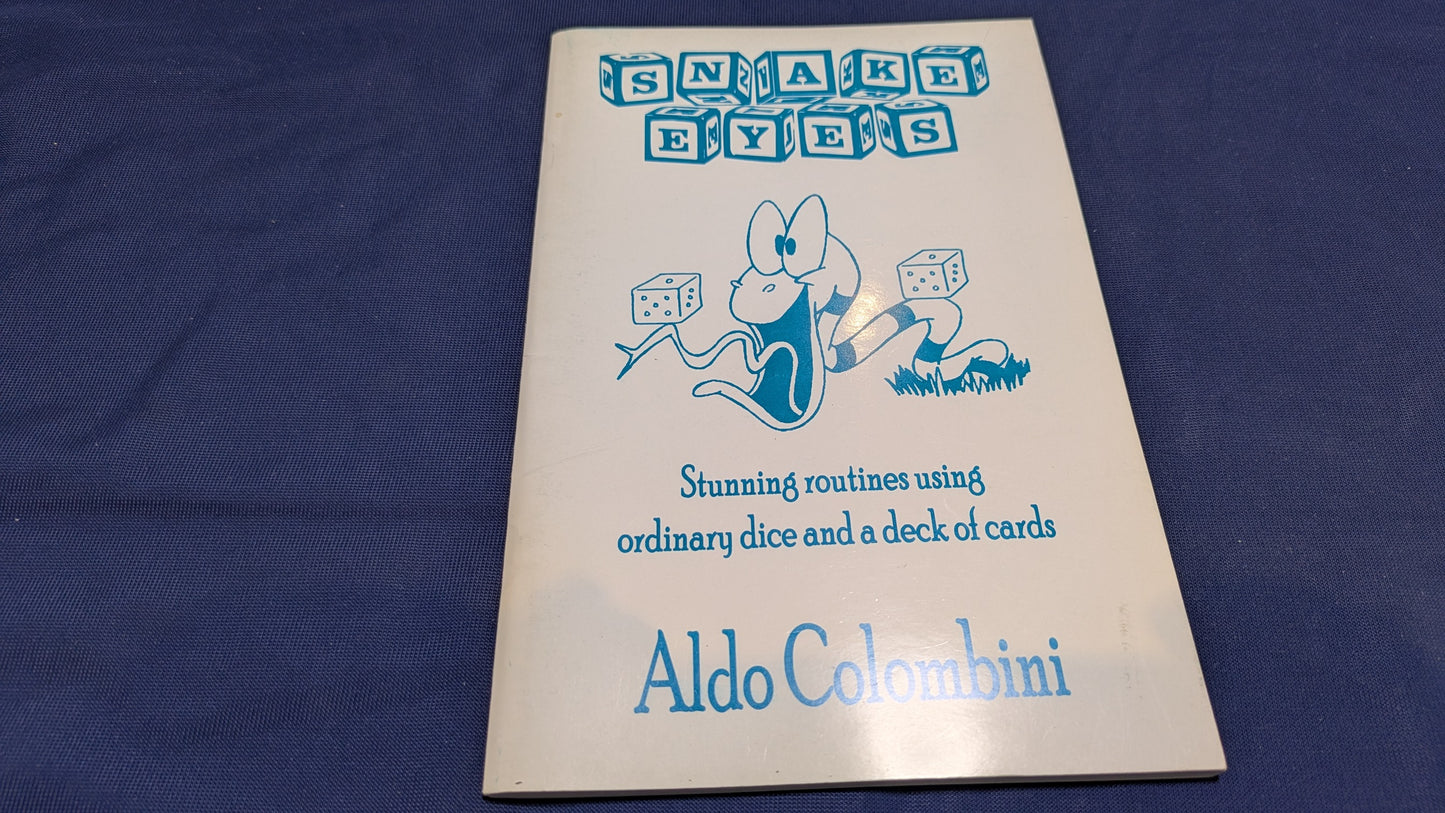 SNAKE
EYES
Stunning routines using
ordinary dice and a deck of cards
Aldo Colombini